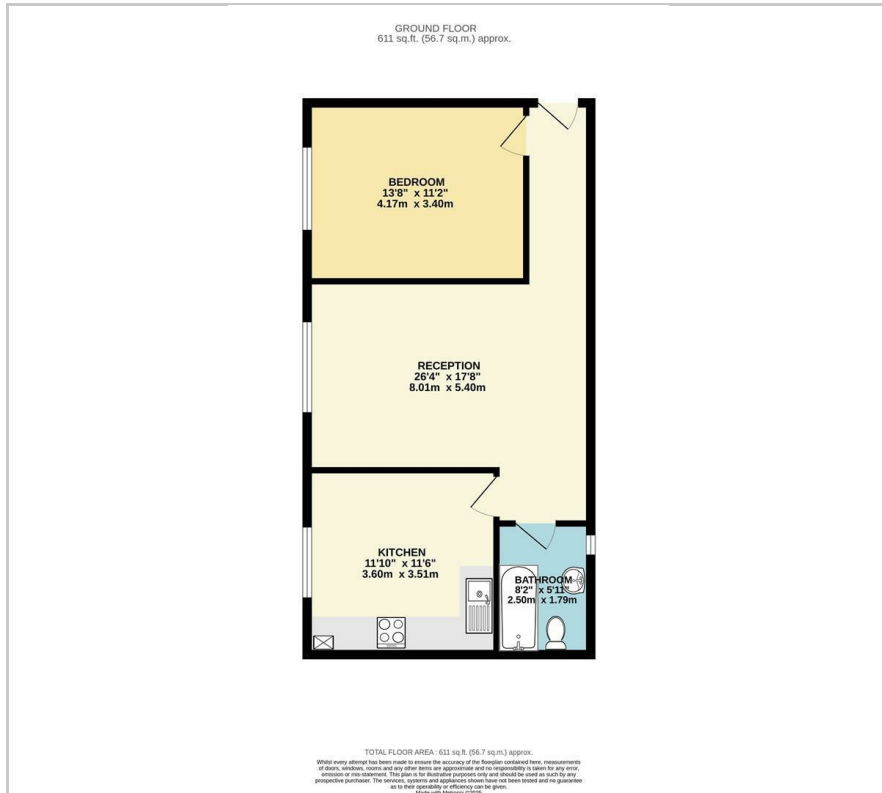 GROUND FLOOR
611 sq.ft. (56.7 sq.m.) approx.
BEDROOM
13'8" x 11'2"
4.17m x 3.40m
RECEPTION
26'4" x 17'8"
8.01m x 5.40m
KITCHEN
11'10" x 11'6"
3.60m x 3.51m
BATHROOM
8'2" x 5'11"
2.50m x 1.79m
TOTAL FLOOR AREA : 611 sq.ft. (56.7 sq.m.) approx.
Whilst every attempt has been made to ensure the accuracy of the floorplan contained here, measurements
of doors, windows, rooms and any other items are approximate and no responsibility is taken for any error,
omission or mis-statement. This plan is for illustrative purposes only and should be used as such by any
prospective purchaser. The services, systems and appliances shown have not been tested and no guarantee
as to their operability or efficiency can be given.
Made with Metropix ©2025